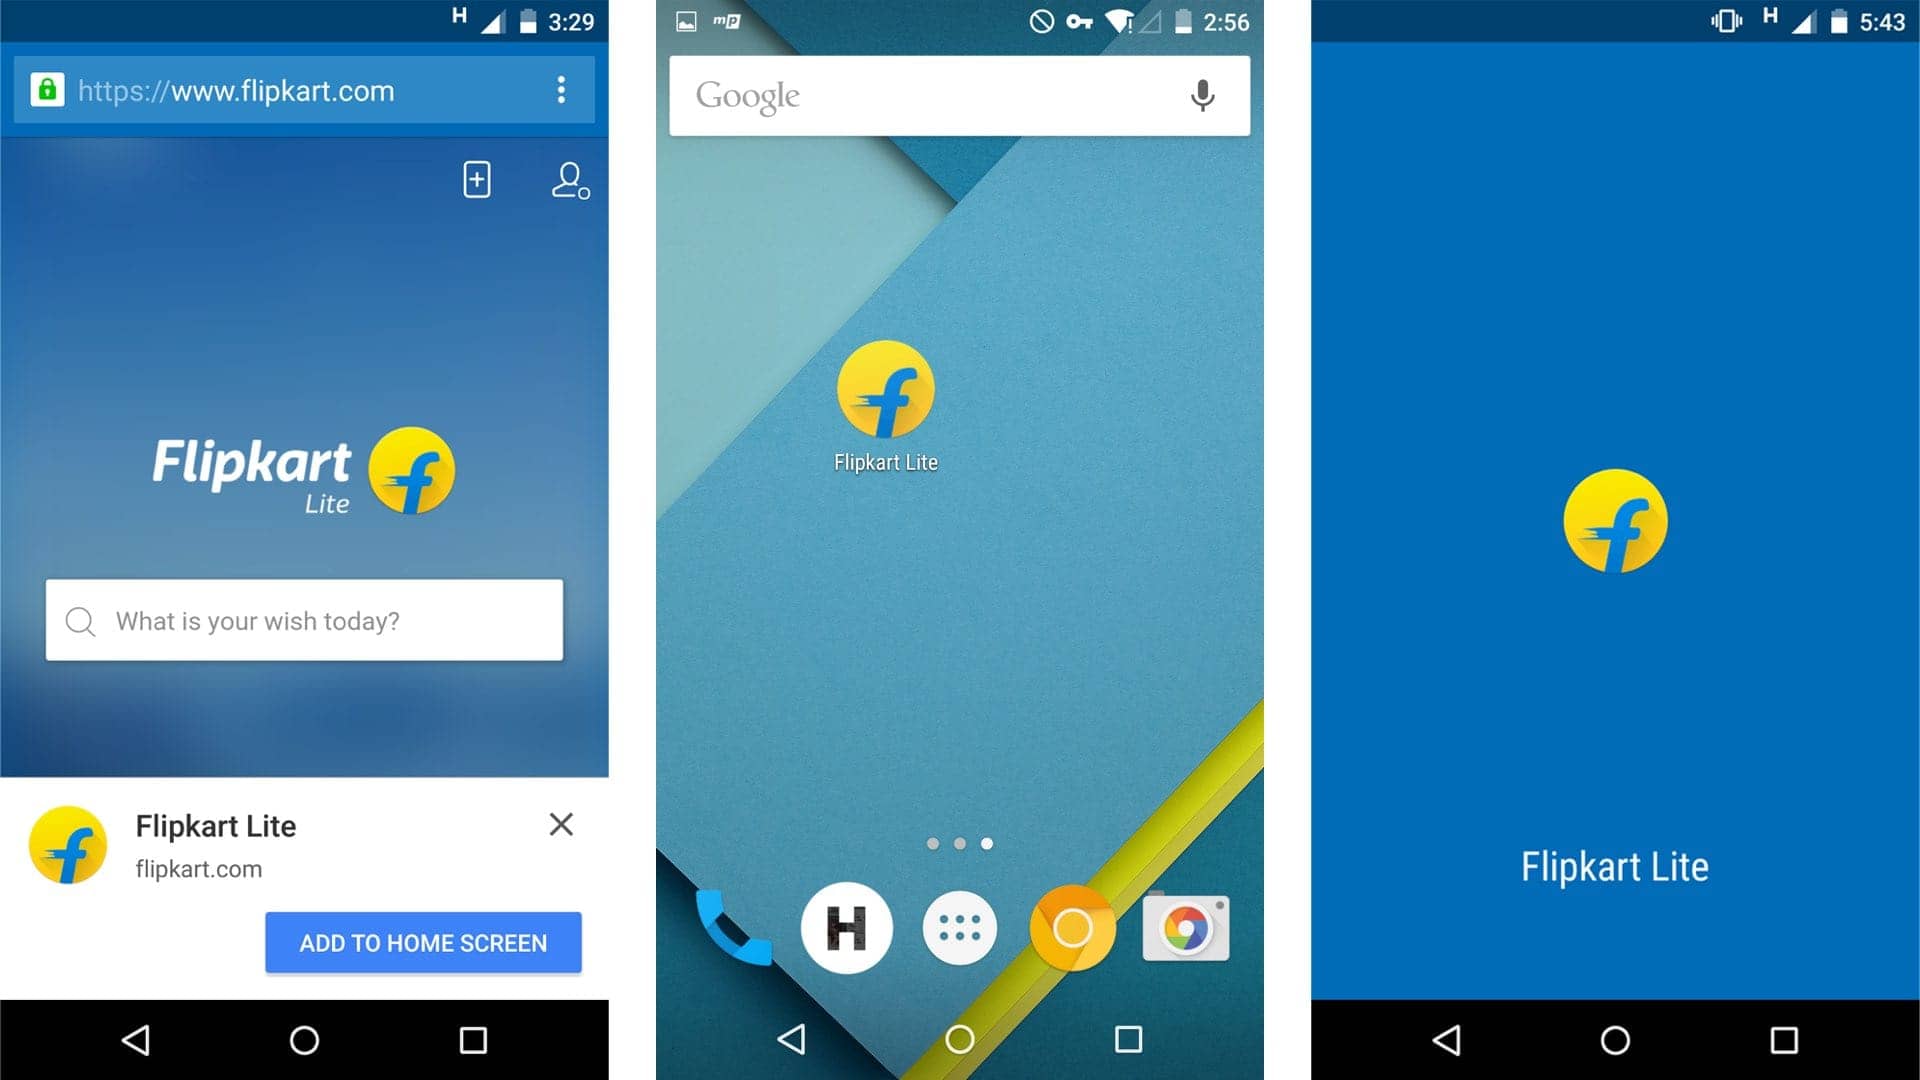 H 3:29
https://www.flipkart.com
Flipkart
Lite
What is your wish today?
Flipkart Lite
flipkart.com
ADD TO HOME SCREEN
mP 2:56
Google
Flipkart Lite
H
H 5:43
Flipkart Lite